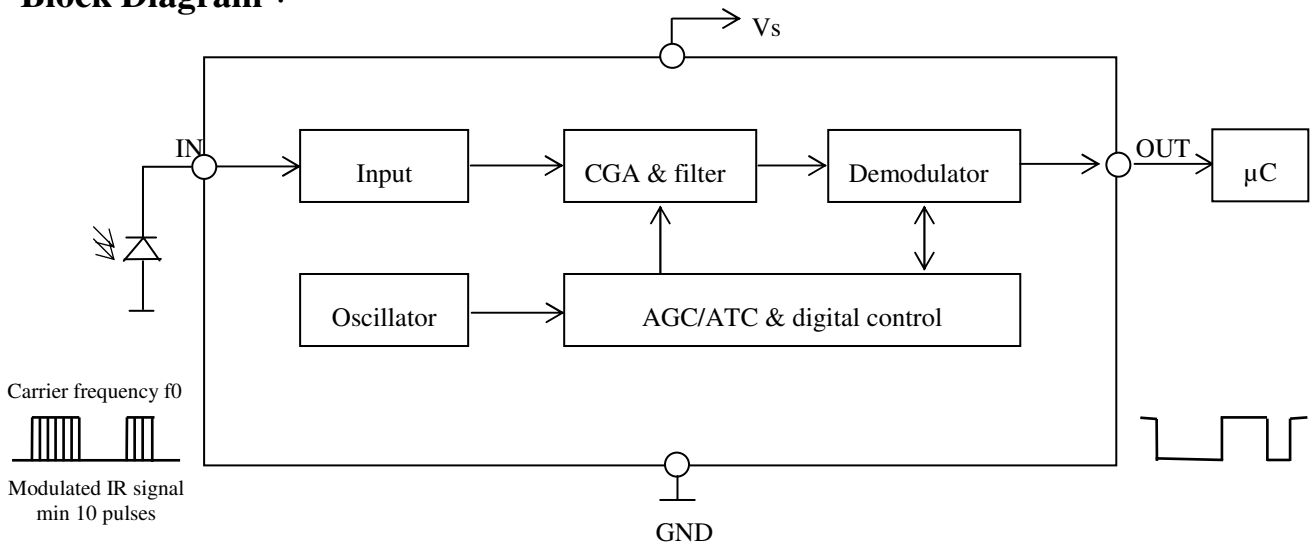 Block Diagram :
Vs
IN
Input
CGA & filter
Demodulator
OUT
µC
Oscillator
AGC/ATC & digital control
Carrier frequency f0
Modulated IR signal
min 10 pulses
GND